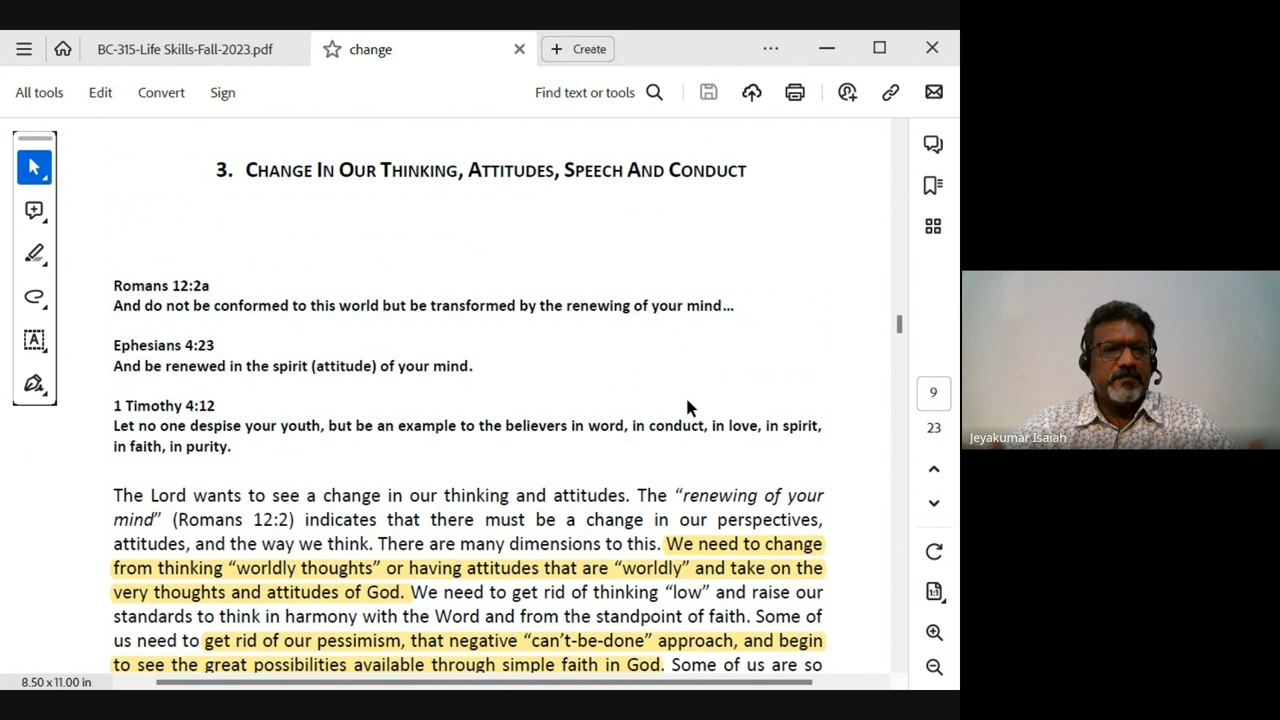 BC-315-Life Skills-Fall-2023.pdf
change
Create
All tools
Edit
Convert
Sign
Find text or tools
3. CHANGE IN OUR THINKING, ATTITUDES, SPEECH AND CONDUCT
Romans 12:2a
And do not be conformed to this world but be transformed by the renewing of your mind...
Ephesians 4:23
And be renewed in the spirit (attitude) of your mind.
1 Timothy 4:12
Let no one despise your youth, but be an example to the believers in word, in conduct, in love, in spirit,
in faith, in purity.
The Lord wants to see a change in our thinking and attitudes. The “renewing of your
mind” (Romans 12:2) indicates that there must be a change in our perspectives,
attitudes, and the way we think. There are many dimensions to this. We need to change
from thinking “worldly thoughts” or having attitudes that are “worldly” and take on the
very thoughts and attitudes of God. We need to get rid of thinking “low” and raise our
standards to think in harmony with the Word and from the standpoint of faith. Some of
us need to get rid of our pessimism, that negative “can’t-be-done” approach, and begin
to see the great possibilities available through simple faith in God. Some of us are so
8.50 x 11.00 in
9
23
1:1
Jeyakumar Isaiah